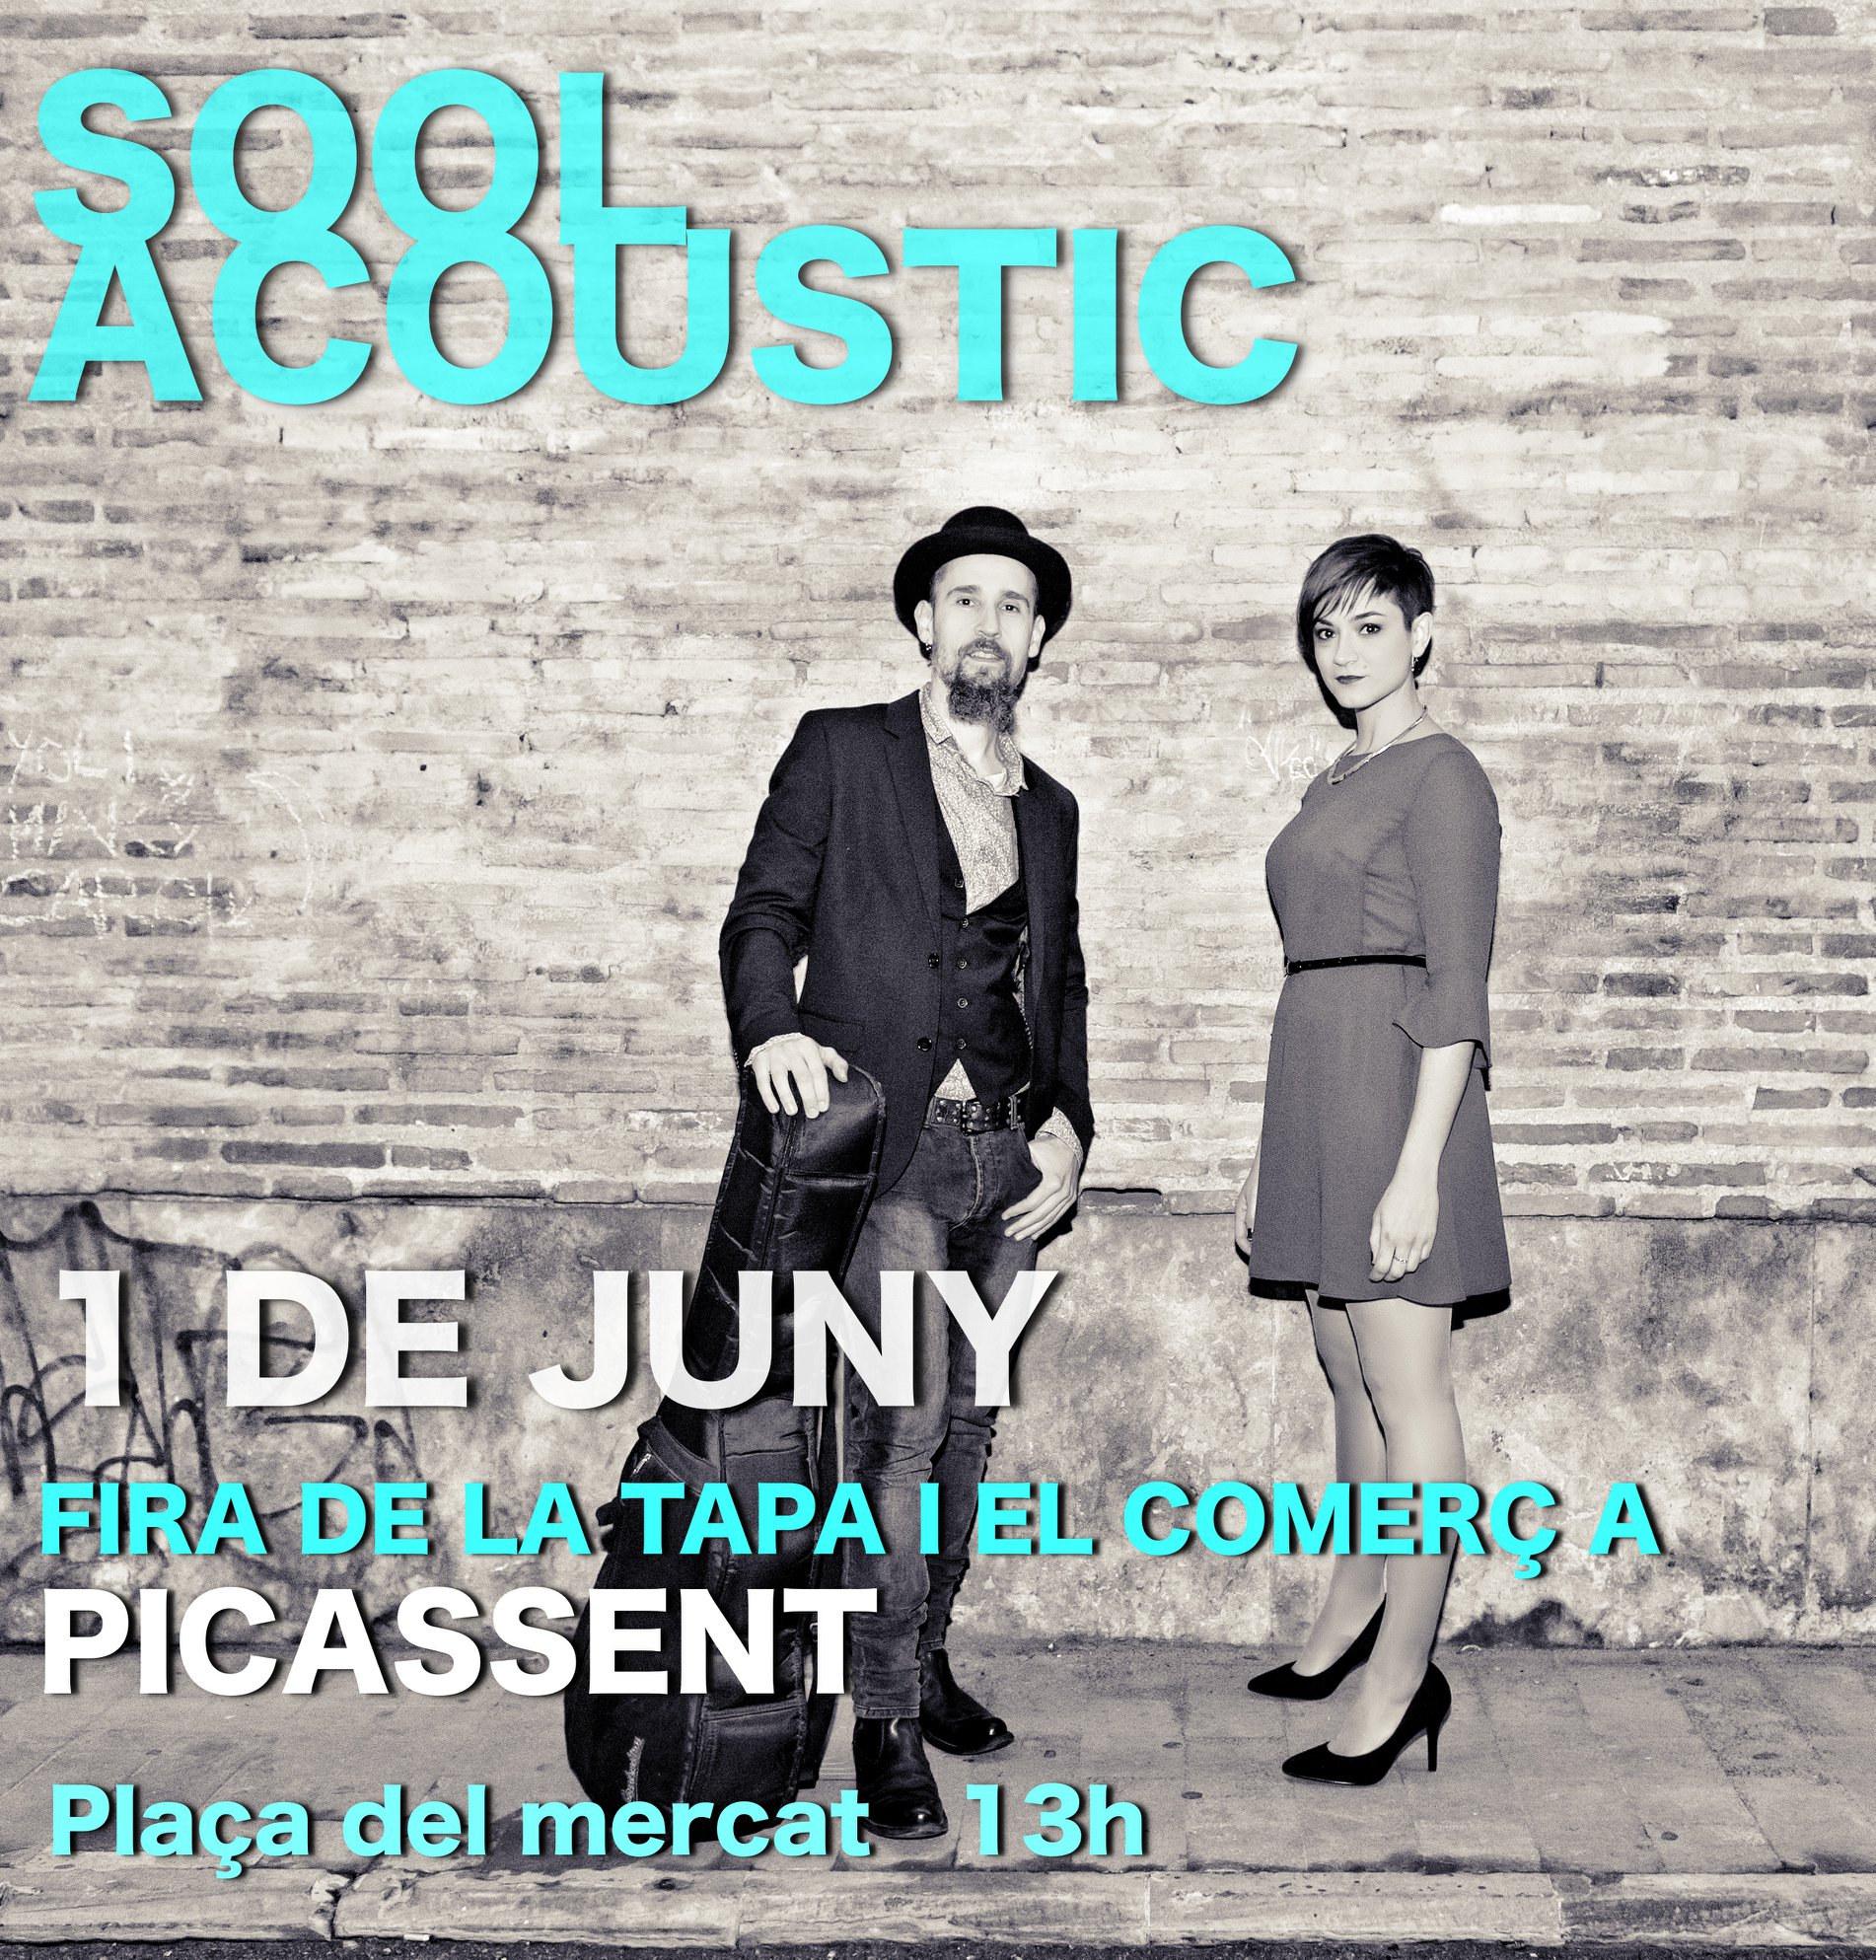 SOOL
ACOUSTIC
1 DE JUNY
FIRA DE LA TAPA I EL COMERÇ A
PICASSENT
Plaça del mercat 13h